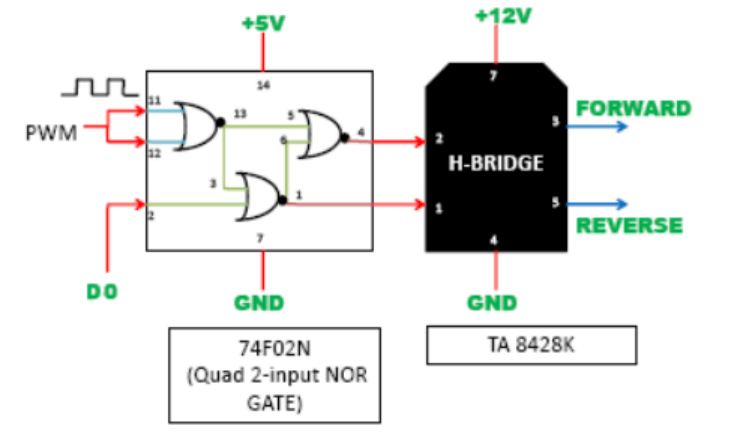 +5V
+12V
14
7
11
13
5
3
FORWARD
PWM
4
2
12
6
H-BRIDGE
3
1
1
5
2
REVERSE
7
4
D0
GND
GND
74F02N
(Quad 2-input NOR
GATE)
TA 8428K